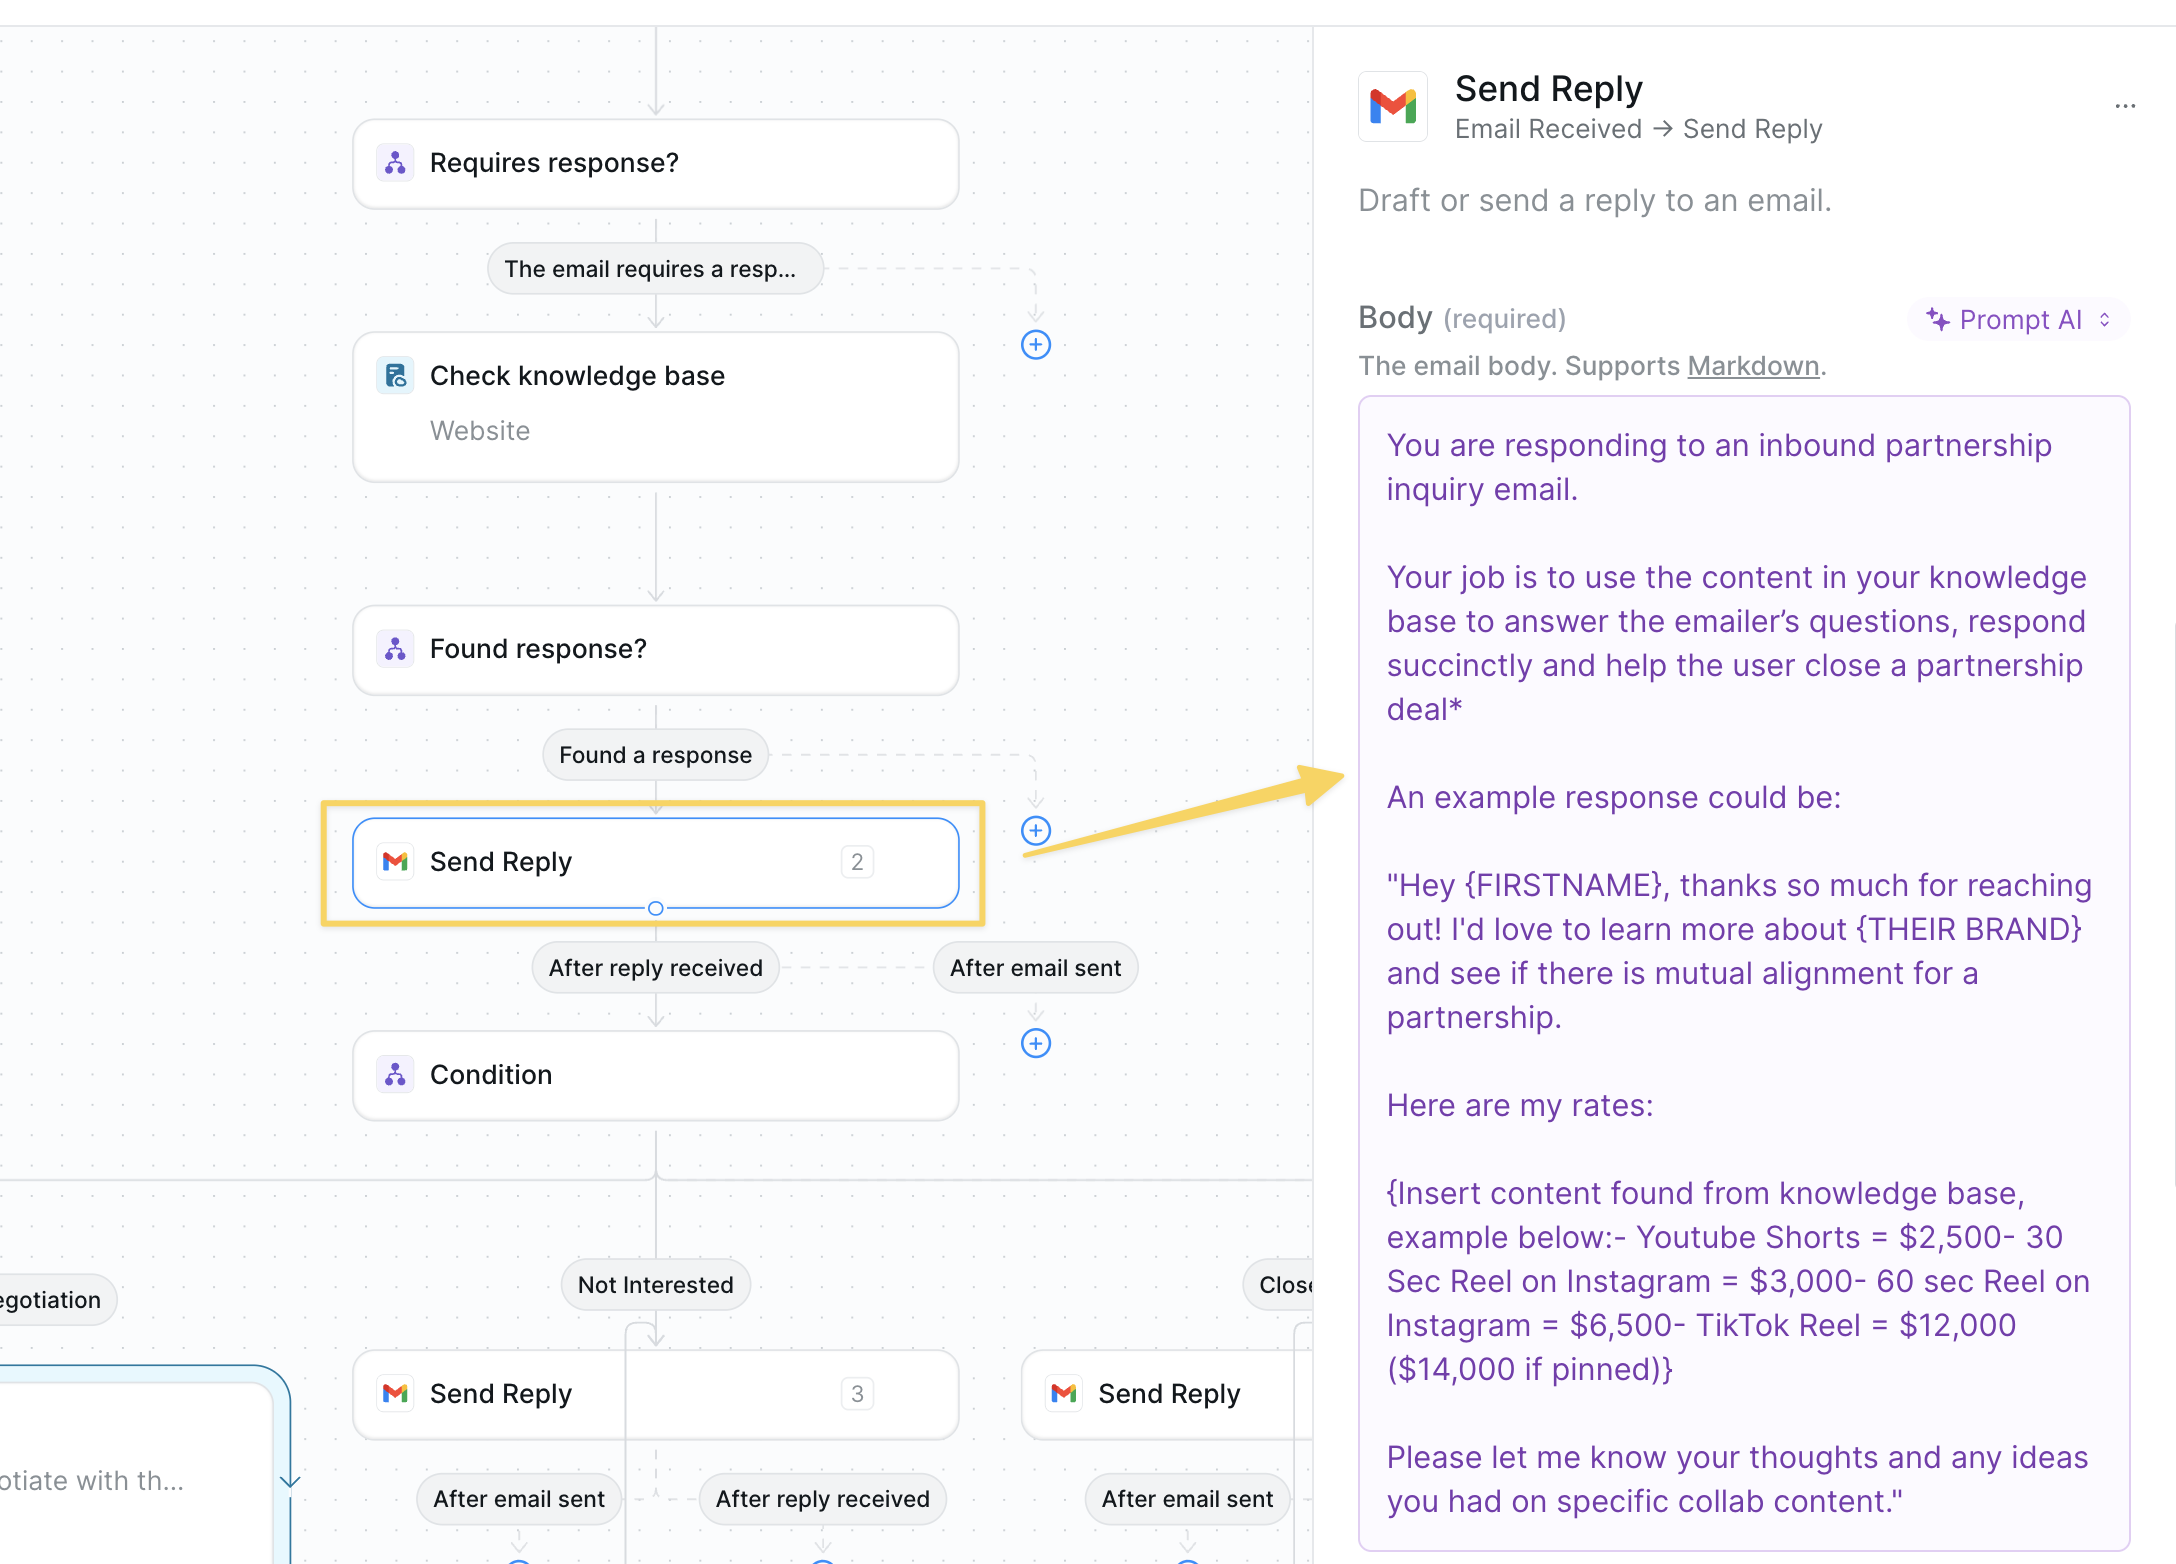 Requires response?
The email requires a resp...
Check knowledge base
Website
Found response?
Found a response
Send Reply
2
After reply received
After email sent
Condition
egotiation
Not Interested
Close
otiate with th...
Send Reply
3
Send Reply
After email sent
After reply received
After email sent
Send Reply
Email Received → Send Reply
...
Draft or send a reply to an email.
Body (required)
Prompt AI
The email body. Supports Markdown.
You are responding to an inbound partnership
inquiry email.
Your job is to use the content in your knowledge
base to answer the emailer’s questions, respond
succinctly and help the user close a partnership
deal*
An example response could be:
"Hey {FIRSTNAME}, thanks so much for reaching
out! I'd love to learn more about {THEIR BRAND}
and see if there is mutual alignment for a
partnership.
Here are my rates:
{Insert content found from knowledge base,
example below:- Youtube Shorts = $2,500- 30
Sec Reel on Instagram = $3,000- 60 sec Reel on
Instagram = $6,500- TikTok Reel = $12,000
($14,000 if pinned)}
Please let me know your thoughts and any ideas
you had on specific collab content."